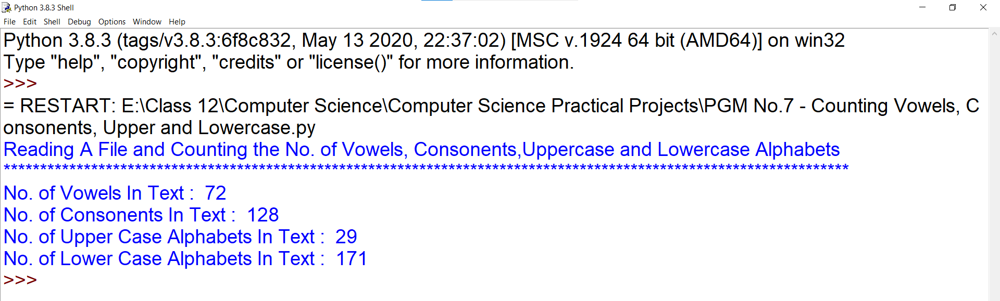 Python 3.8.3 Shell
File Edit Shell Debug Options Window Help
Python 3.8.3 (tags/v3.8.3:6f8c832, May 13 2020, 22:37:02) [MSC v.1924 64 bit (AMD64)] on win32
Type "help", "copyright", "credits" or "license()" for more information.
>>>
= RESTART: E:\Class 12\Computer Science\Computer Science Practical Projects\PGM No.7 - Counting Vowels, C
onsonents, Upper and Lowercase.py
Reading A File and Counting the No. of Vowels, Consonents,Uppercase and Lowercase Alphabets
********************************************************************************************************************
No. of Vowels In Text :  72
No. of Consonents In Text :  128
No. of Upper Case Alphabets In Text :  29
No. of Lower Case Alphabets In Text :  171
>>>